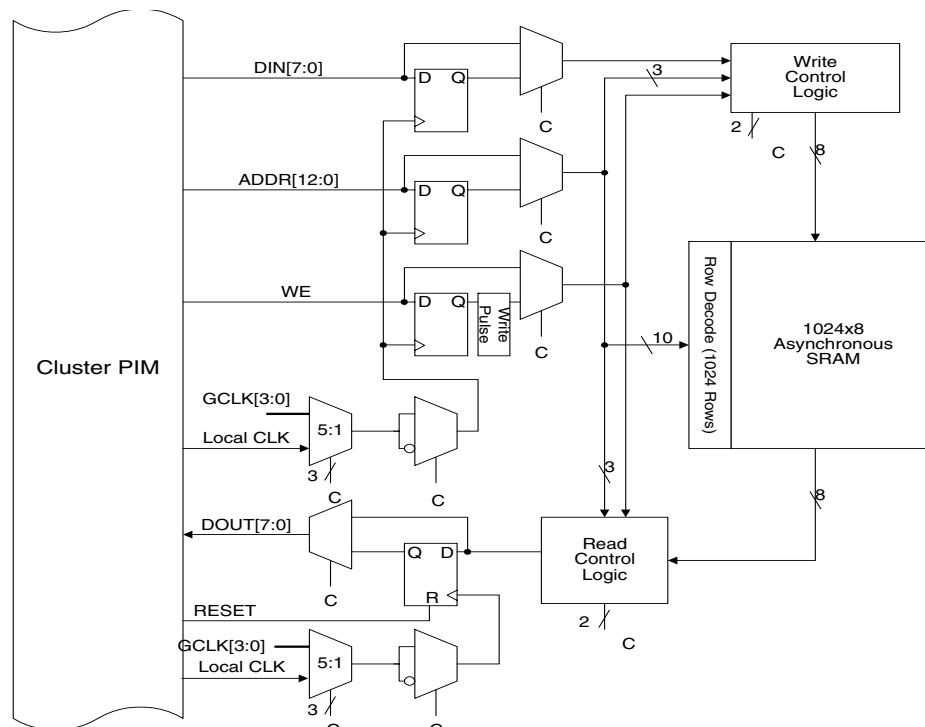 DIN[7:0]
D Q
C
3
Write
Control
Logic
2
C
8
ADDR[12:0]
D Q
C
WE
D Q
Write
Pulse
C
10
Row Decode (1024 Rows)
1024x8
Asynchronous
SRAM
Cluster PIM
GCLK[3:0]
5:1
Local CLK
3
C
C
3
8
DOUT[7:0]
Q D
R
C
Read
Control
Logic
2
C
RESET
GCLK[3:0]
5:1
Local CLK
3
C
C